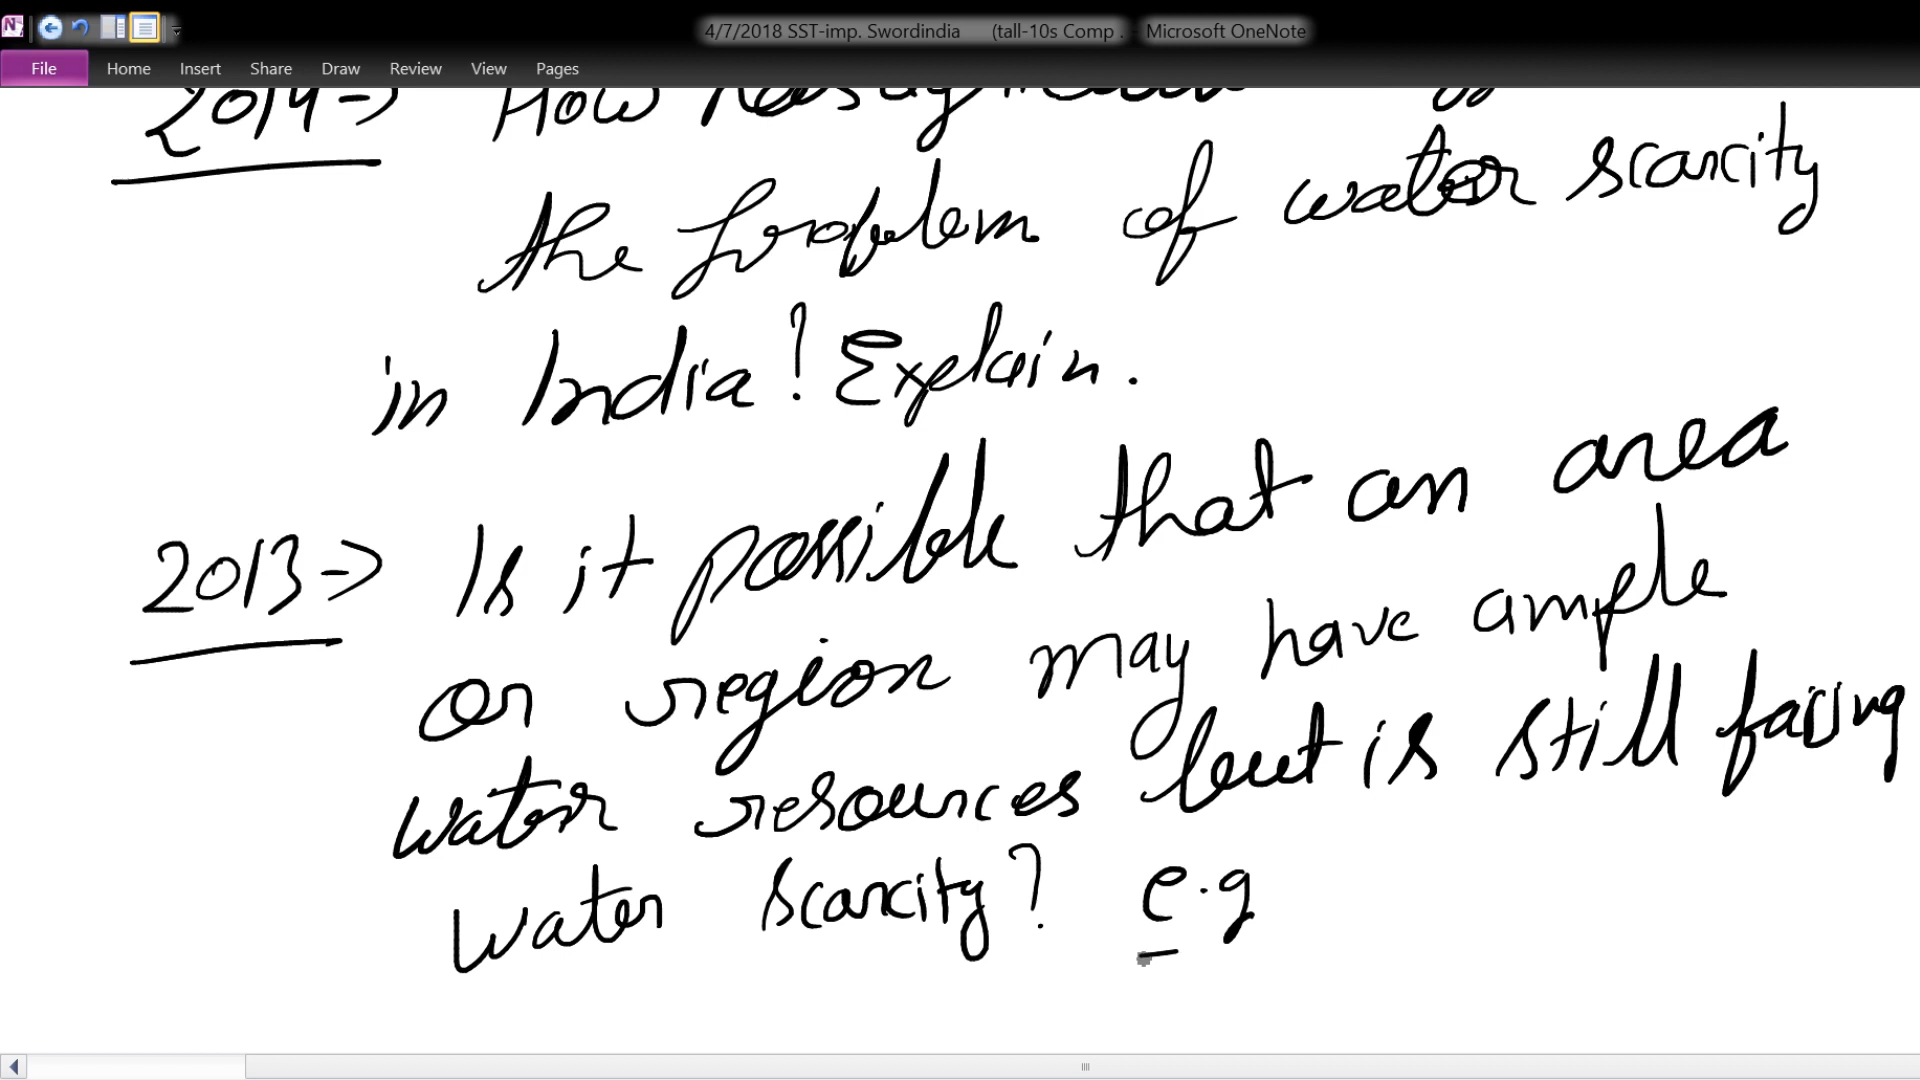 4/7/2018 SST-imp. Swordindia (tall-10s Comp . - Microsoft OneNote
File Home Insert Share Draw Review View Pages
2014-> How has
the problem of water scarcity
in India? Explain.
2013=> Is it possible that an area
or region may have ample
water resources but is still facing
water scarcity? e.g